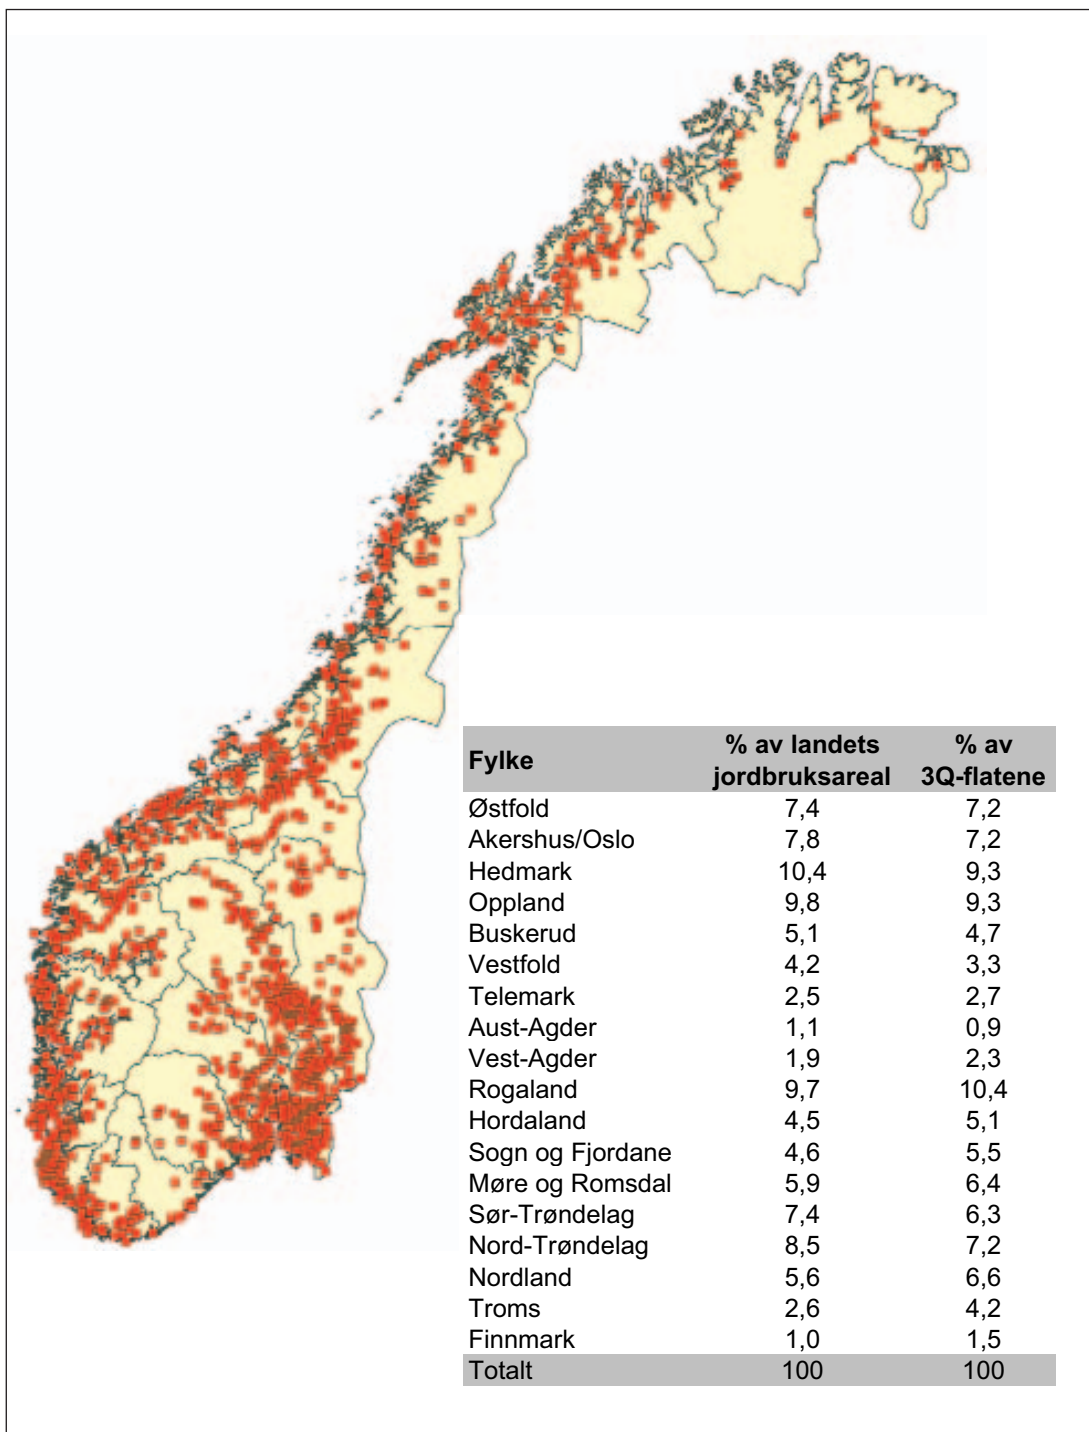 Fylke % av landets jordbruksareal % av 3Q-flatene
Østfold 7,4 7,2
Akershus/Oslo 7,8 7,2
Hedmark 10,4 9,3
Oppland 9,8 9,3
Buskerud 5,1 4,7
Vestfold 4,2 3,3
Telemark 2,5 2,7
Aust-Agder 1,1 0,9
Vest-Agder 1,9 2,3
Rogaland 9,7 10,4
Hordaland 4,5 5,1
Sogn og Fjordane 4,6 5,5
Møre og Romsdal 5,9 6,4
Sør-Trøndelag 7,4 6,3
Nord-Trøndelag 8,5 7,2
Nordland 5,6 6,6
Troms 2,6 4,2
Finnmark 1,0 1,5
Totalt 100 100